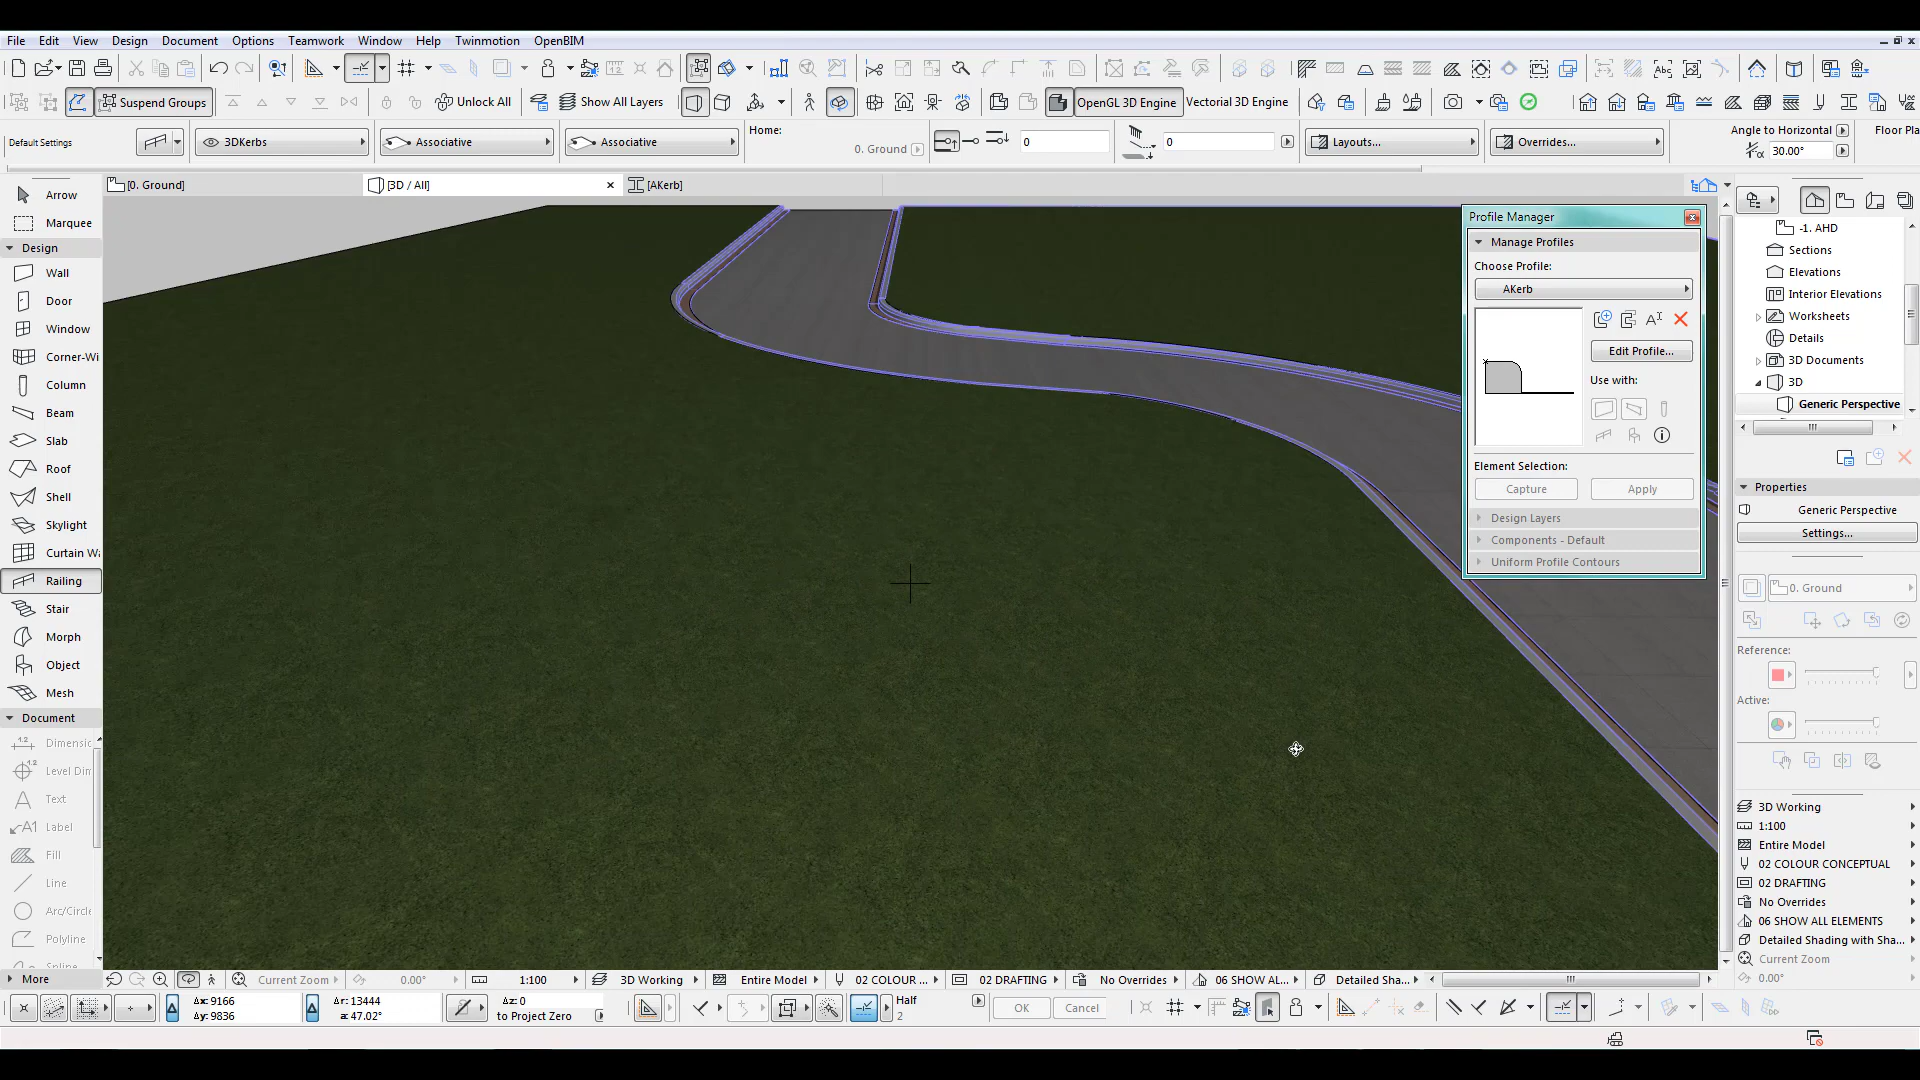 File Edit View Design Document Options Teamwork Window Help Twinmotion OpenBIM
Suspend Groups Unlock All Show All Layers OpenGL 3D Engine Vectorial 3D Engine
Default Settings 3DKerbs Associative Associative Home: 0. Ground 0 0 Layouts... Overrides... Angle to Horizontal 30.00° Floor Pla
[0. Ground] [3D / All] [AKerb]
Arrow
Marquee
Design
Wall
Door
Window
Corner-Wi
Column
Beam
Slab
Roof
Shell
Skylight
Curtain Wa
Railing
Stair
Morph
Object
Mesh
Document
Dimensio
Level Dim
Text
A1 Label
Fill
Line
Arc/Circle
Polyline
Spline
More
Profile Manager
Manage Profiles
Choose Profile:
AKerb
Edit Profile...
Use with:
Element Selection:
Capture Apply
Design Layers
Components - Default
Uniform Profile Contours
-1. AHD
Sections
Elevations
Interior Elevations
Worksheets
Details
3D Documents
3D
Generic Perspective
Properties
Generic Perspective
Settings...
0. Ground
Reference:
Active:
3D Working
1:100
Entire Model
02 COLOUR CONCEPTUAL
02 DRAFTING
No Overrides
06 SHOW ALL ELEMENTS
Detailed Shading with Sha...
Current Zoom
0.00°
Current Zoom 0.00° 1:100 3D Working Entire Model 02 COLOUR ... 02 DRAFTING No Overrides 06 SHOW AL... Detailed Sha...
Δx: 9166 Δr: 13444 Δz: 0 Half OK Cancel
Δy: 9836 a: 47.02° to Project Zero 2